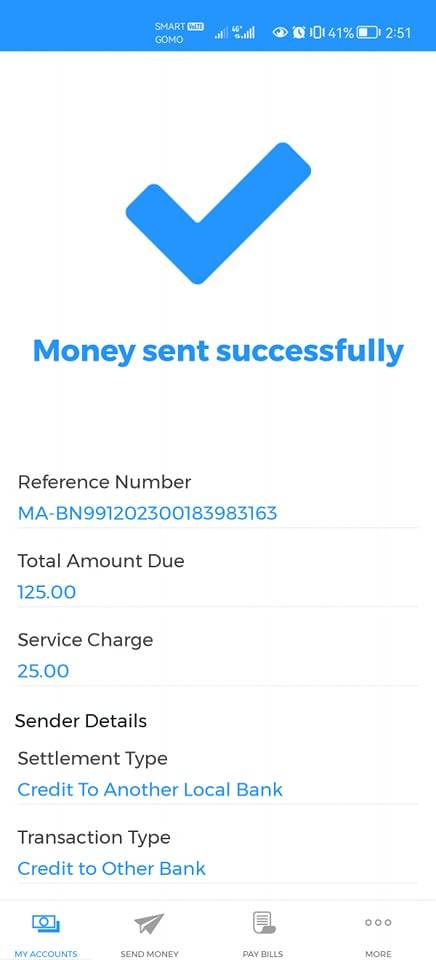 SMART VoLTE
GOMO
4G+
41% 2:51
Money sent successfully
Reference Number
MA-BN991202300183983163
Total Amount Due
125.00
Service Charge
25.00
Sender Details
Settlement Type
Credit To Another Local Bank
Transaction Type
Credit to Other Bank
MY ACCOUNTS SEND MONEY PAY BILLS MORE